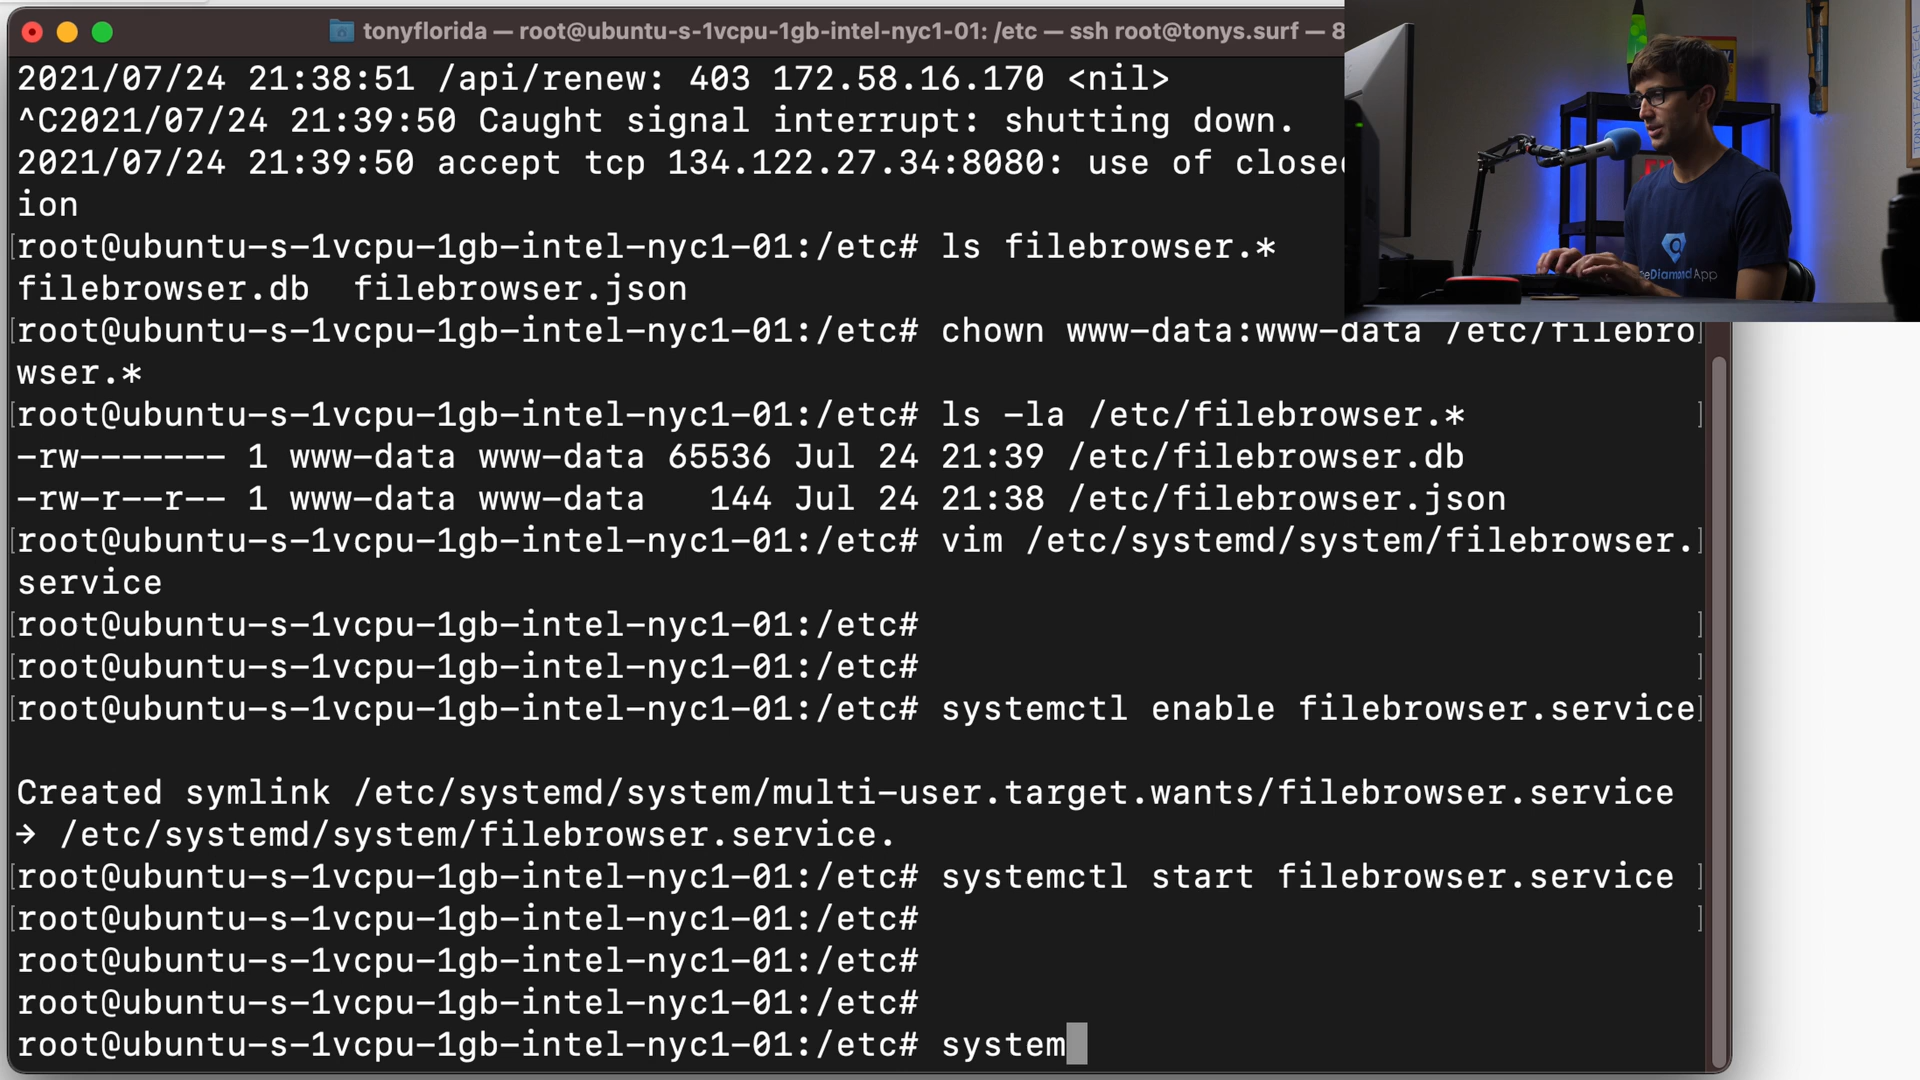 tonyflorida — root@ubuntu-s-1vcpu-1gb-intel-nyc1-01: /etc — ssh root@tonys.surf — 8
2021/07/24 21:38:51 /api/renew: 403 172.58.16.170 <nil>
^C2021/07/24 21:39:50 Caught signal interrupt: shutting down.
2021/07/24 21:39:50 accept tcp 134.122.27.34:8080: use of close
ion
[root@ubuntu-s-1vcpu-1gb-intel-nyc1-01:/etc# ls filebrowser.*
filebrowser.db  filebrowser.json
[root@ubuntu-s-1vcpu-1gb-intel-nyc1-01:/etc# chown www-data:www-data /etc/filebro]
wser.*
[root@ubuntu-s-1vcpu-1gb-intel-nyc1-01:/etc# ls -la /etc/filebrowser.* ]
-rw------- 1 www-data www-data 65536 Jul 24 21:39 /etc/filebrowser.db
-rw-r--r-- 1 www-data www-data   144 Jul 24 21:38 /etc/filebrowser.json
[root@ubuntu-s-1vcpu-1gb-intel-nyc1-01:/etc# vim /etc/systemd/system/filebrowser.]
service
[root@ubuntu-s-1vcpu-1gb-intel-nyc1-01:/etc# ]
[root@ubuntu-s-1vcpu-1gb-intel-nyc1-01:/etc# ]
[root@ubuntu-s-1vcpu-1gb-intel-nyc1-01:/etc# systemctl enable filebrowser.service]
Created symlink /etc/systemd/system/multi-user.target.wants/filebrowser.service
→ /etc/systemd/system/filebrowser.service.
[root@ubuntu-s-1vcpu-1gb-intel-nyc1-01:/etc# systemctl start filebrowser.service ]
[root@ubuntu-s-1vcpu-1gb-intel-nyc1-01:/etc# ]
root@ubuntu-s-1vcpu-1gb-intel-nyc1-01:/etc#
root@ubuntu-s-1vcpu-1gb-intel-nyc1-01:/etc#
root@ubuntu-s-1vcpu-1gb-intel-nyc1-01:/etc# system
eDiamond App